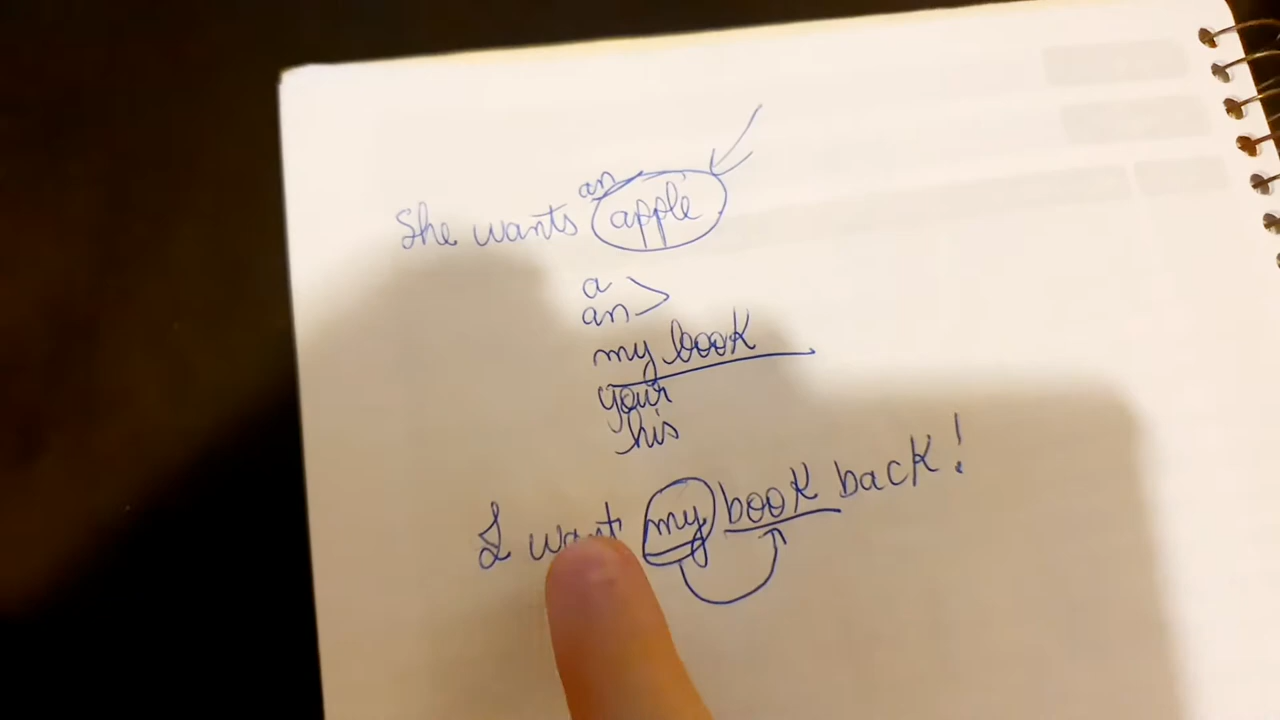 an
She wants apple
a
an >
my book
your
his
I want my book back!